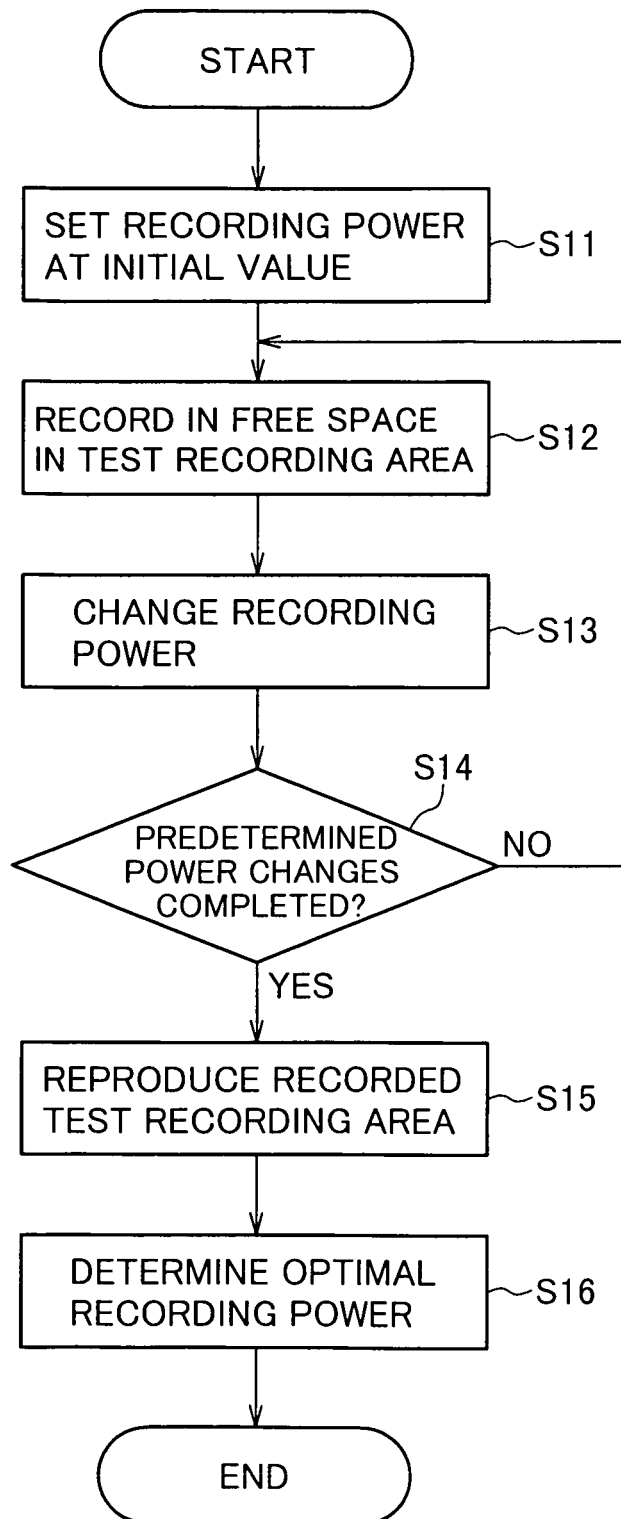 START
SET RECORDING POWER
AT INITIAL VALUE
S11
RECORD IN FREE SPACE
IN TEST RECORDING AREA
S12
CHANGE RECORDING
POWER
S13
S14
PREDETERMINED
POWER CHANGES
COMPLETED?
NO
YES
REPRODUCE RECORDED
TEST RECORDING AREA
S15
DETERMINE OPTIMAL
RECORDING POWER
S16
END